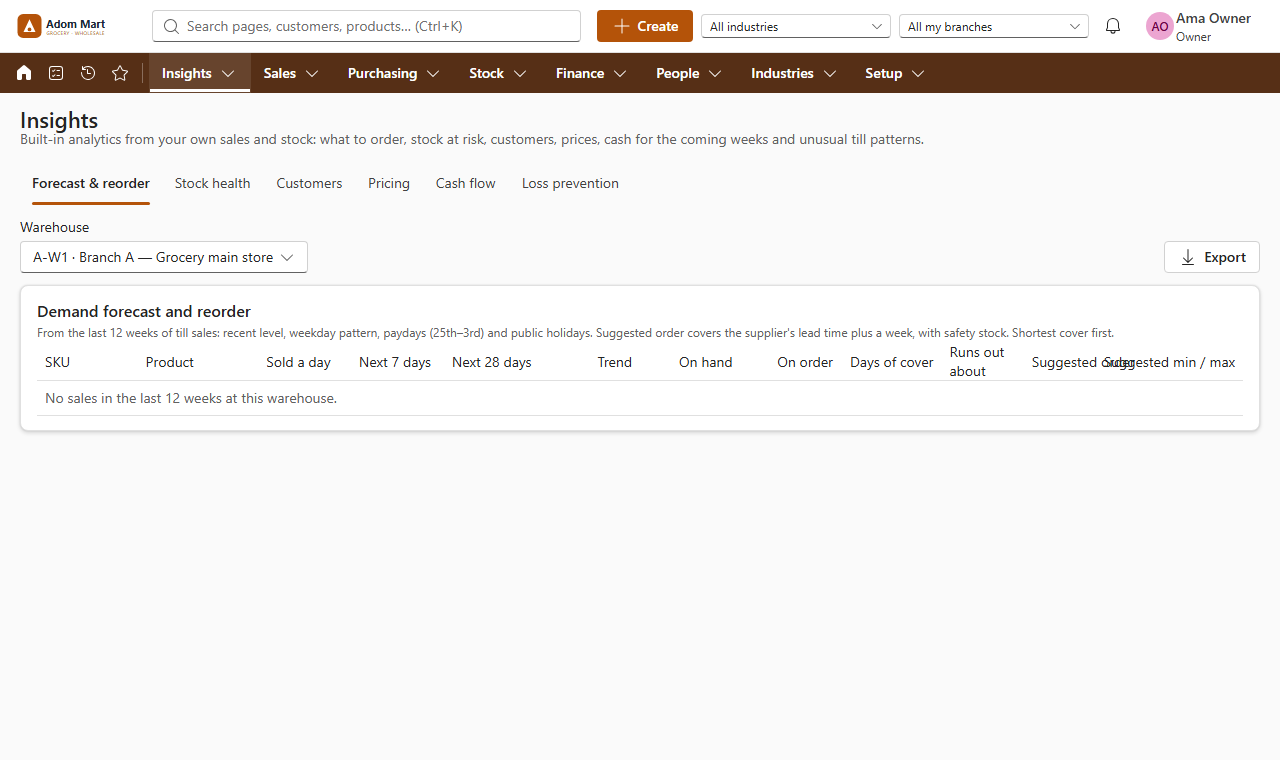 Adom Mart
GROCERY · WHOLESALE
Search pages, customers, products... (Ctrl+K)
Create
All industries
All my branches
AO
Ama Owner
Owner
Insights
Sales
Purchasing
Stock
Finance
People
Industries
Setup
Insights
Built-in analytics from your own sales and stock: what to order, stock at risk, customers, prices, cash for the coming weeks and unusual till patterns.
Forecast & reorder
Stock health
Customers
Pricing
Cash flow
Loss prevention
Warehouse
A-W1 · Branch A — Grocery main store
Export
Demand forecast and reorder
From the last 12 weeks of till sales: recent level, weekday pattern, paydays (25th–3rd) and public holidays. Suggested order covers the supplier's lead time plus a week, with safety stock. Shortest cover first.
SKU
Product
Sold a day
Next 7 days
Next 28 days
Trend
On hand
On order
Days of cover
Runs out
about
Suggested order
Suggested min / max
No sales in the last 12 weeks at this warehouse.